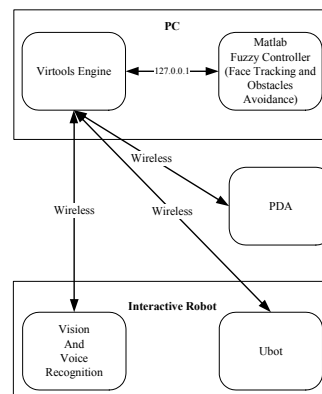 PC
Virtools Engine
127.0.0.1
Matlab
Fuzzy Controller
(Face Tracking and
Obstacles
Avoidance)
Wireless
Wireless
Wireless
PDA
Interactive Robot
Vision
And
Voice
Recognition
Ubot